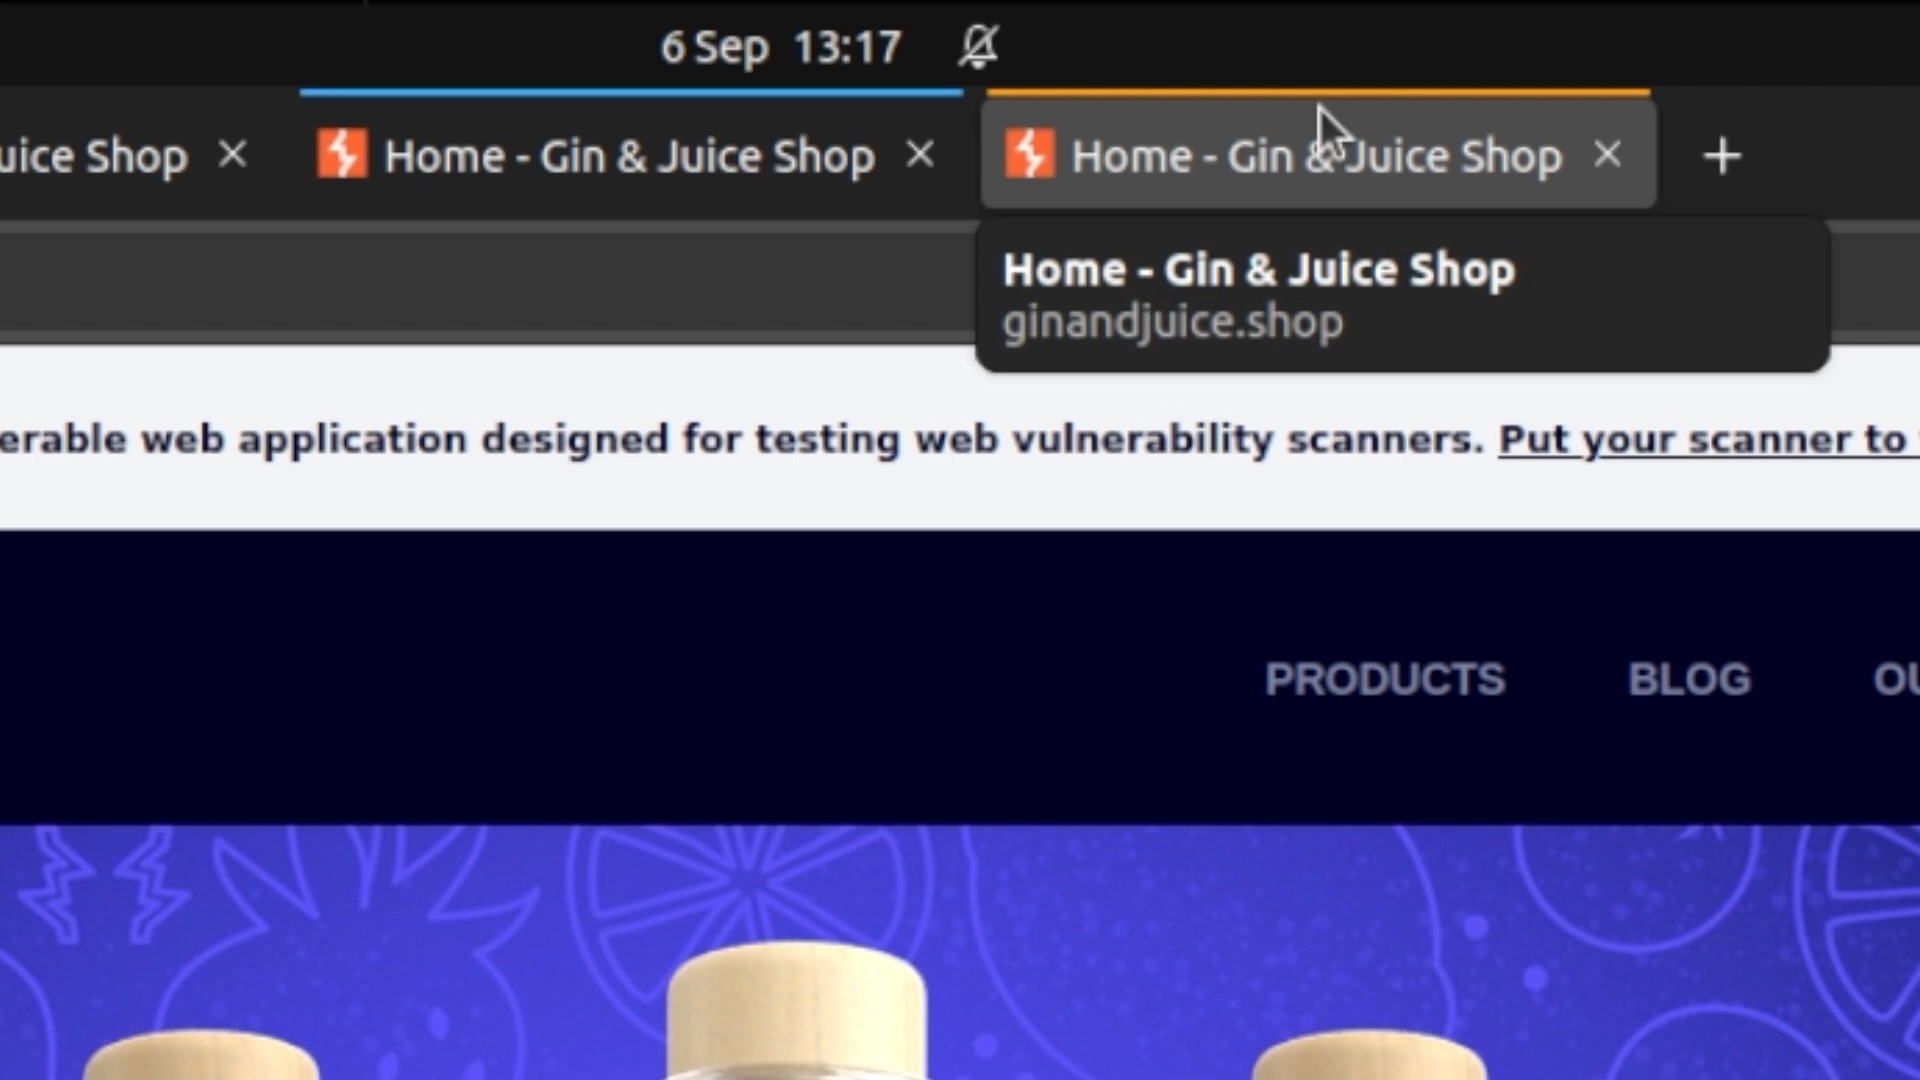 6 Sep 13:17
uice Shop
Home - Gin & Juice Shop
Home - Gin & Juice Shop
Home - Gin & Juice Shop
ginandjuice.shop
erable web application designed for testing web vulnerability scanners. Put your scanner to
PRODUCTS BLOG OU